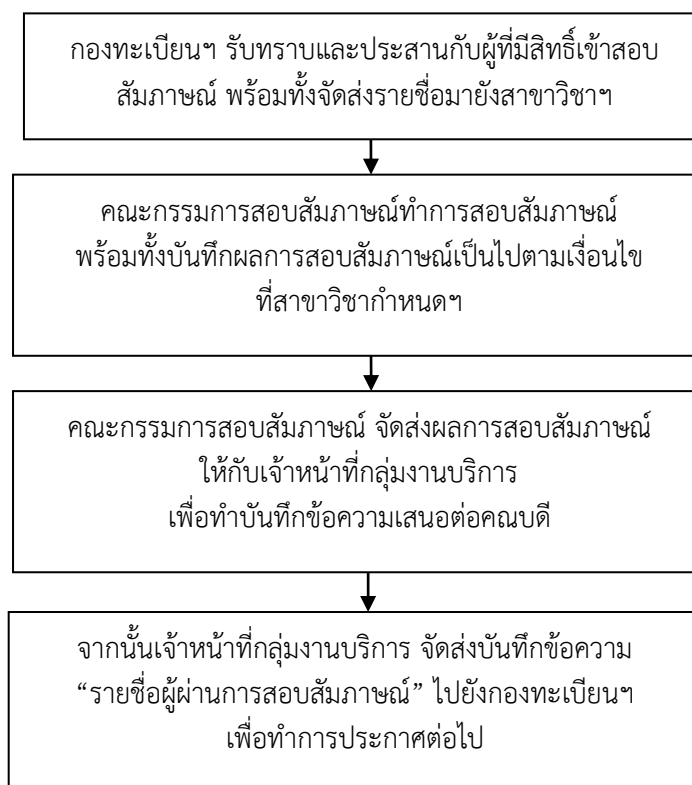 กองทะเบียนฯ รับทราบและประสานกับผู้ที่มีสิทธิ์เข้าสอบ
สัมภาษณ์ พร้อมทั้งจัดส่งรายชื่อมายังสาขาวิชาฯ
คณะกรรมการสอบสัมภาษณ์ทำการสอบสัมภาษณ์
พร้อมทั้งบันทึกผลการสอบสัมภาษณ์เป็นไปตามเงื่อนไข
ที่สาขาวิชากำหนดฯ
คณะกรรมการสอบสัมภาษณ์ จัดส่งผลการสอบสัมภาษณ์
ให้กับเจ้าหน้าที่กลุ่มงานบริการ
เพื่อทำบันทึกข้อความเสนอต่อคณบดี
จากนั้นเจ้าหน้าที่กลุ่มงานบริการ จัดส่งบันทึกข้อความ
“รายชื่อผู้ผ่านการสอบสัมภาษณ์” ไปยังกองทะเบียนฯ
เพื่อทำการประกาศต่อไป